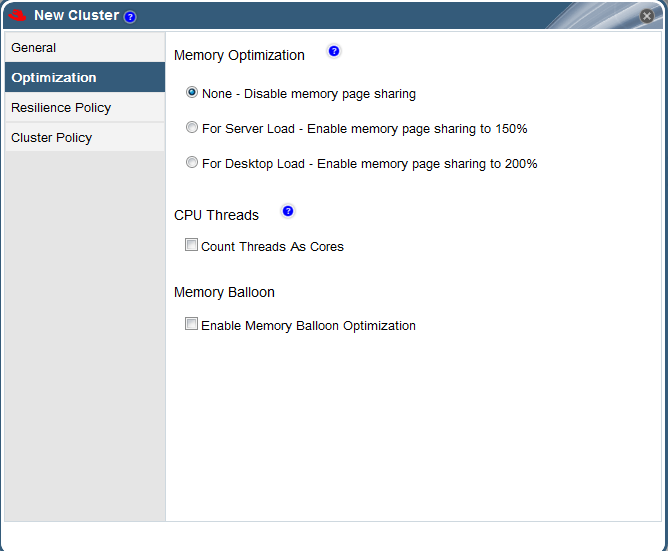 New Cluster ?
General
Optimization
Resilience Policy
Cluster Policy
Memory Optimization ?
None - Disable memory page sharing
For Server Load - Enable memory page sharing to 150%
For Desktop Load - Enable memory page sharing to 200%
CPU Threads ?
Count Threads As Cores
Memory Balloon
Enable Memory Balloon Optimization